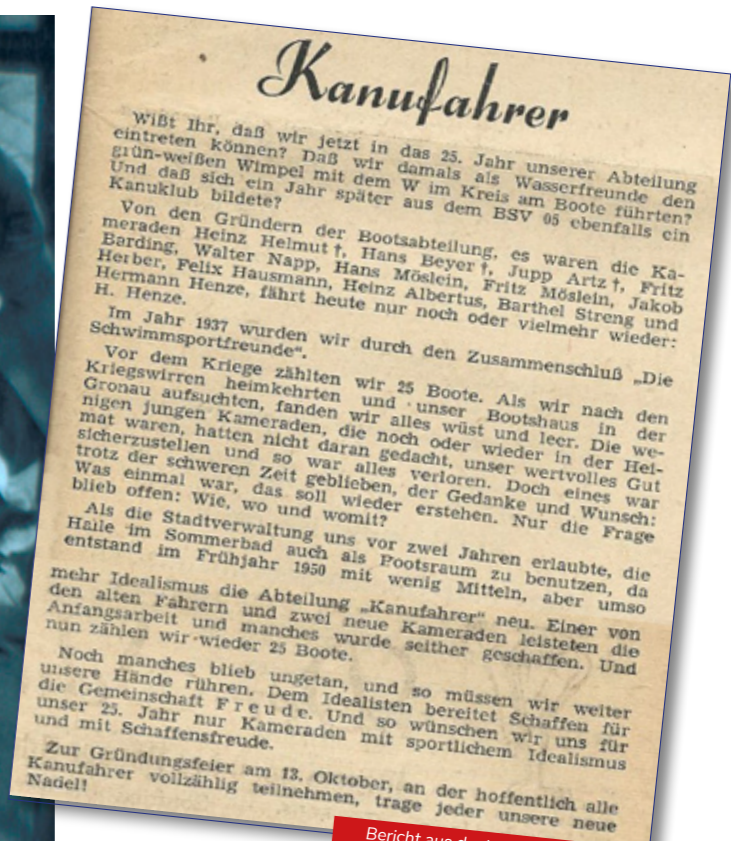 Kanufahrer
Wißt Ihr, daß wir jetzt in das 25. Jahr unserer Abteilung
eintreten können? Daß wir damals als Wasserfreunde den
grün-weißen Wimpel mit dem W im Kreis am Boote führten?
Und daß sich ein Jahr später aus dem BSV 05 ebenfalls ein
Kanuklub bildete?
Von den Gründern der Bootsabteilung, es waren die Ka-
meraden Heinz Helmut †, Hans Beyer †, Jupp Artz †, Fritz
Barding, Walter Napp, Hans Möslein, Fritz Möslein, Jakob
Herber, Felix Hausmann, Heinz Albertus, Barthel Streng und
Hermann Henze, fährt heute nur noch oder vielmehr wieder:
H. Henze.
Im Jahr 1937 wurden wir durch den Zusammenschluß „Die
Schwimmsportfreunde“.
Vor dem Kriege zählten wir 25 Boote. Als wir nach den
Kriegswirren heimkehrten und unser Bootshaus in der
Gronau aufsuchten, fanden wir alles wüst und leer. Die we-
nigen jungen Kameraden, die noch oder wieder in der Hei-
mat waren, hatten nicht daran gedacht, unser wertvolles Gut
sicherzustellen und so war alles verloren. Doch eines war
trotz der schweren Zeit geblieben, der Gedanke und Wunsch:
Was einmal war, das soll wieder erstehen. Nur die Frage
blieb offen: Wie, wo und womit?
Als die Stadtverwaltung uns vor zwei Jahren erlaubte, die
Halle im Sommerbad auch als Pootsraum zu benutzen, da
entstand im Frühjahr 1950 mit wenig Mitteln, aber umso
mehr Idealismus die Abteilung „Kanufahrer“ neu. Einer von
den alten Fahrern und zwei neue Kameraden leisteten die
Anfangsarbeit und manches wurde seither geschaffen. Und
nun zählen wir wieder 25 Boote.
Noch manches blieb ungetan, und so müssen wir weiter
unsere Hände rühren. Dem Idealisten bereitet Schaffen für
die Gemeinschaft Freude. Und so wünschen wir uns für
unser 25. Jahr nur Kameraden mit sportlichem Idealismus
und mit Schaffensfreude.
Zur Gründungsfeier am 13. Oktober, an der hoffentlich alle
Kanufahrer vollzählig teilnehmen, trage jeder unsere neue
Nadel!
Bericht aus